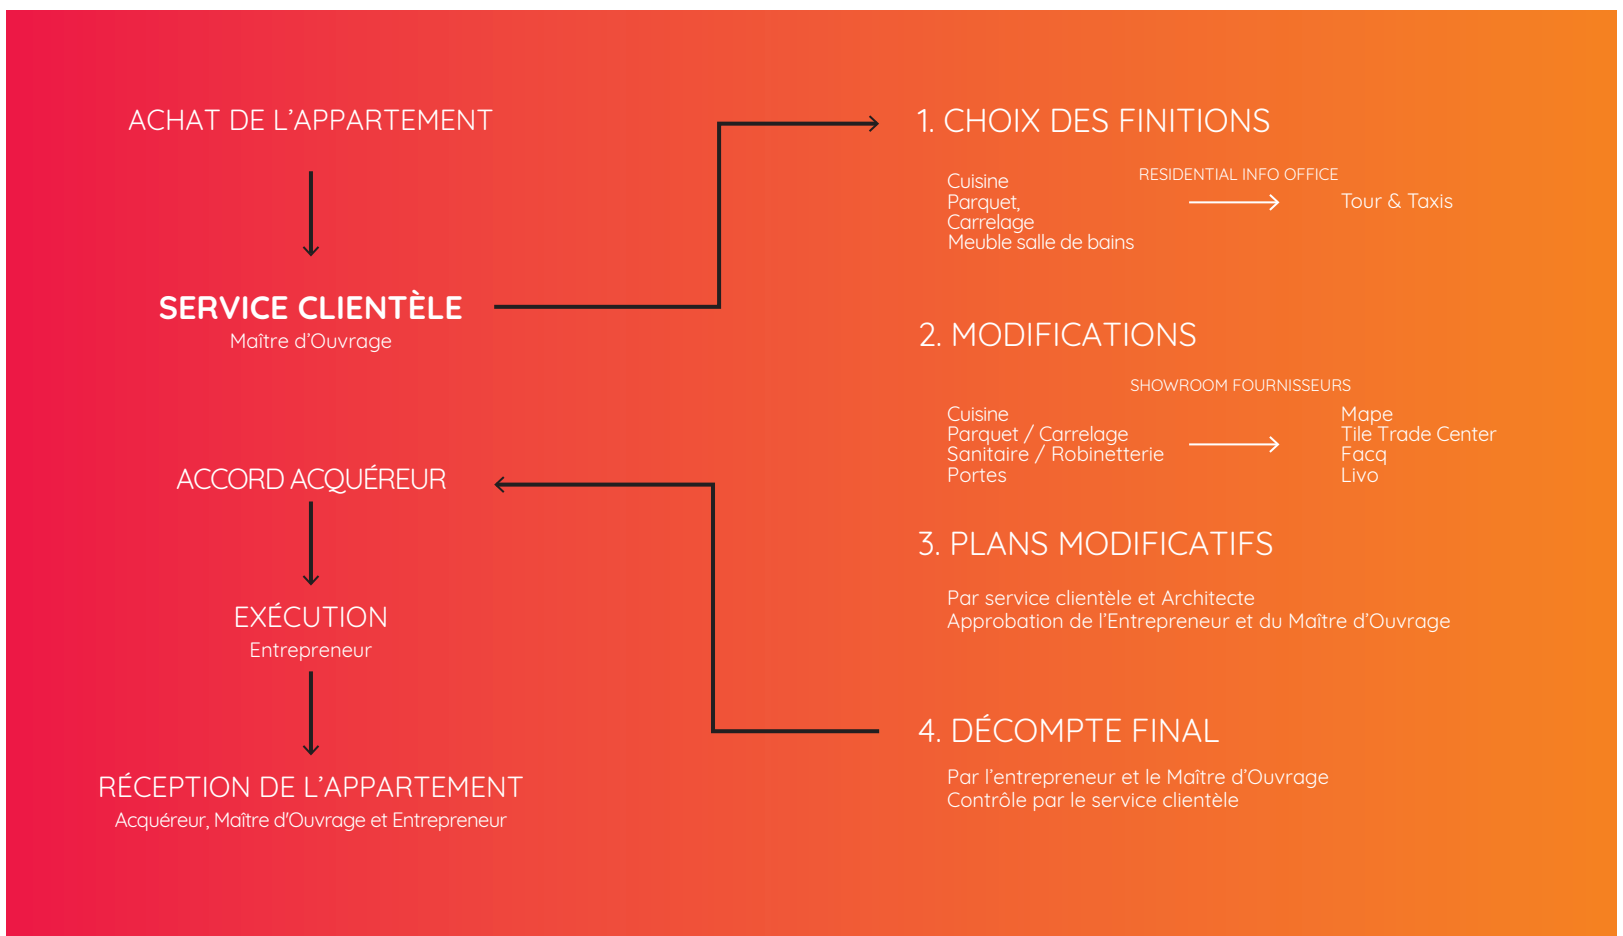 ACHAT DE L’APPARTEMENT
SERVICE CLIENTÈLE
Maître d’Ouvrage
ACCORD ACQUÉREUR
EXÉCUTION
Entrepreneur
RÉCEPTION DE L’APPARTEMENT
Acquéreur, Maître d'Ouvrage et Entrepreneur
1. CHOIX DES FINITIONS
Cuisine
Parquet,
Carrelage
Meuble salle de bains
RESIDENTIAL INFO OFFICE
Tour & Taxis
2. MODIFICATIONS
SHOWROOM FOURNISSEURS
Cuisine
Parquet / Carrelage
Sanitaire / Robinetterie
Portes
Mape
Tile Trade Center
Facq
Livo
3. PLANS MODIFICATIFS
Par service clientèle et Architecte
Approbation de l’Entrepreneur et du Maître d’Ouvrage
4. DÉCOMPTE FINAL
Par l’entrepreneur et le Maître d’Ouvrage
Contrôle par le service clientèle